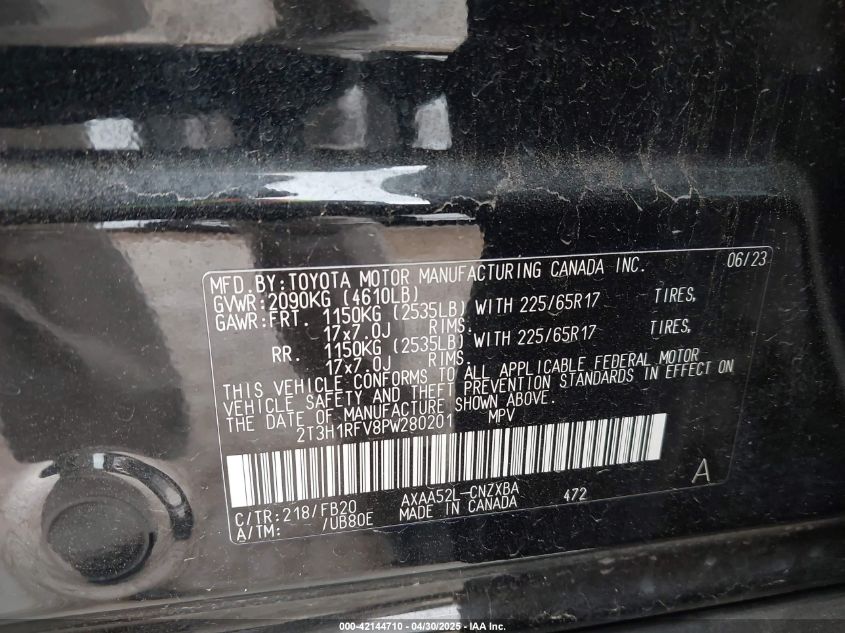 MFD.BY:TOYOTA MOTOR MANUFACTURING CANADA INC. 06/23
GVWR:2090KG (4610LB)
GAWR:FRT. 1150KG (2535LB) WITH 225/65R17 TIRES,
17x7.0J RIMS.
RR. 1150KG (2535LB) WITH 225/65R17 TIRES,
17x7.0J RIMS.
THIS VEHICLE CONFORMS TO ALL APPLICABLE FEDERAL MOTOR
VEHICLE SAFETY AND THEFT PREVENTION STANDARDS IN EFFECT ON
THE DATE OF MANUFACTURE SHOWN ABOVE.
2T3H1RFV8PW280201 MPV
C/TR:218/FB20 AXAA52L-CNZXBA 472 A
A/TM: /UB80E MADE IN CANADA
000-42144710 - 04/30/2025 - IAA Inc.